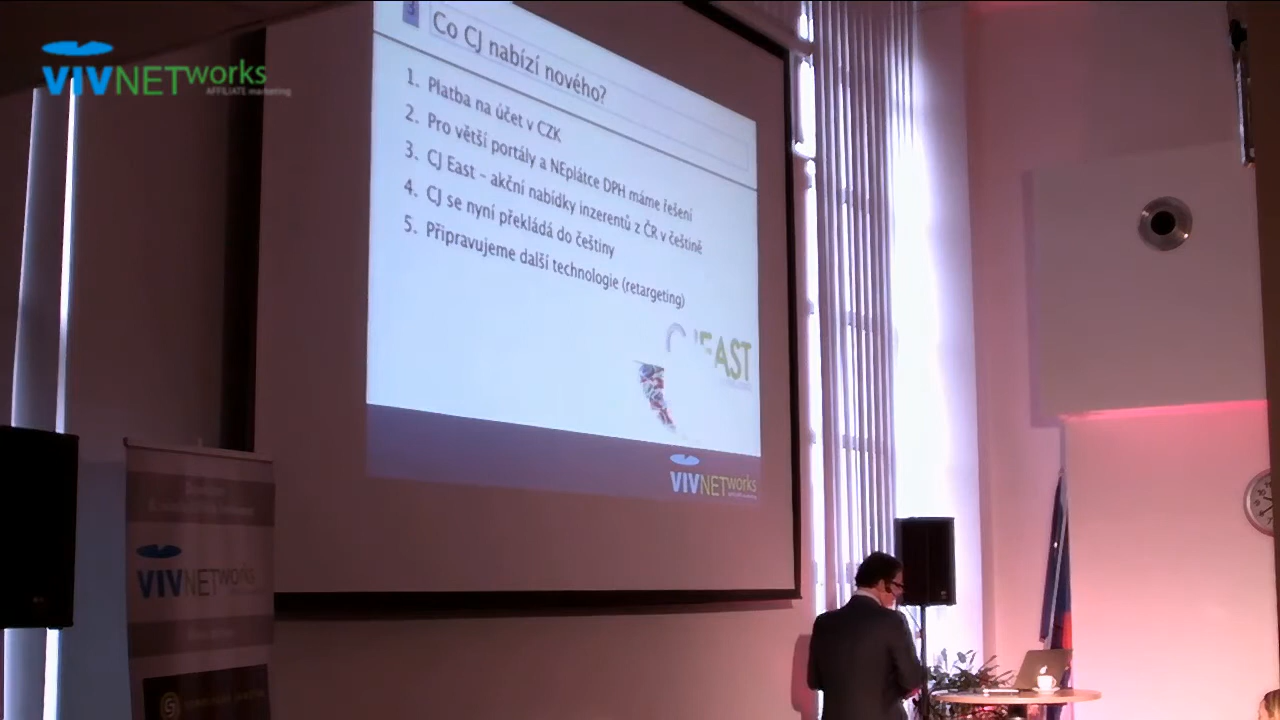 VIVNETworks
AFFILIATE marketing
3
Co CJ nabízí nového?
1. Platba na účet v CZK
2. Pro větší portály a NEplátce DPH máme řešení
3. CJ East – akční nabídky inzerentů z ČR v češtině
4. CJ se nyní překládá do češtiny
5. Připravujeme další technologie (retargeting)
EAST
VIVNETworks
VIVNETworks